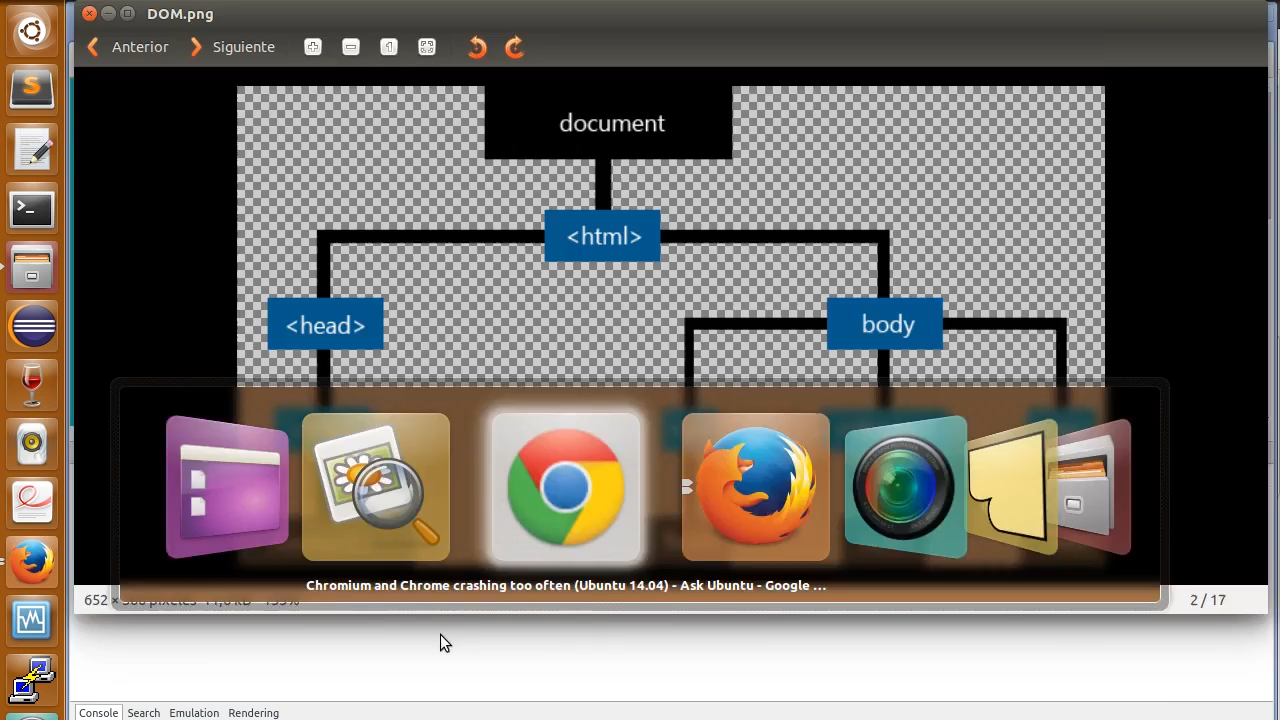 DOM.png
Anterior
Siguiente
document
<html>
<head>
body
Chromium and Chrome crashing too often (Ubuntu 14.04) - Ask Ubuntu - Google ...
652 ×
2 / 17
Console
Search
Emulation
Rendering